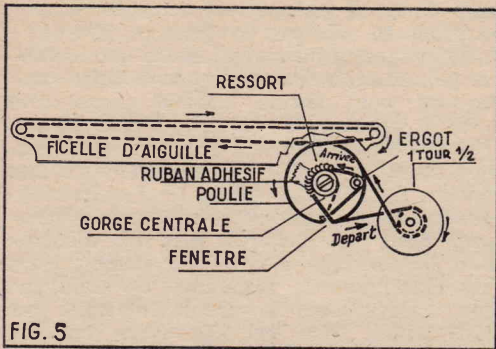 RESSORT
FICELLE D'AIGUILLE
Arrivée
ERGOT
1 TOUR 1/2
RUBAN ADHESIF
POULIE
GORGE CENTRALE
Départ
FENETRE
FIG. 5